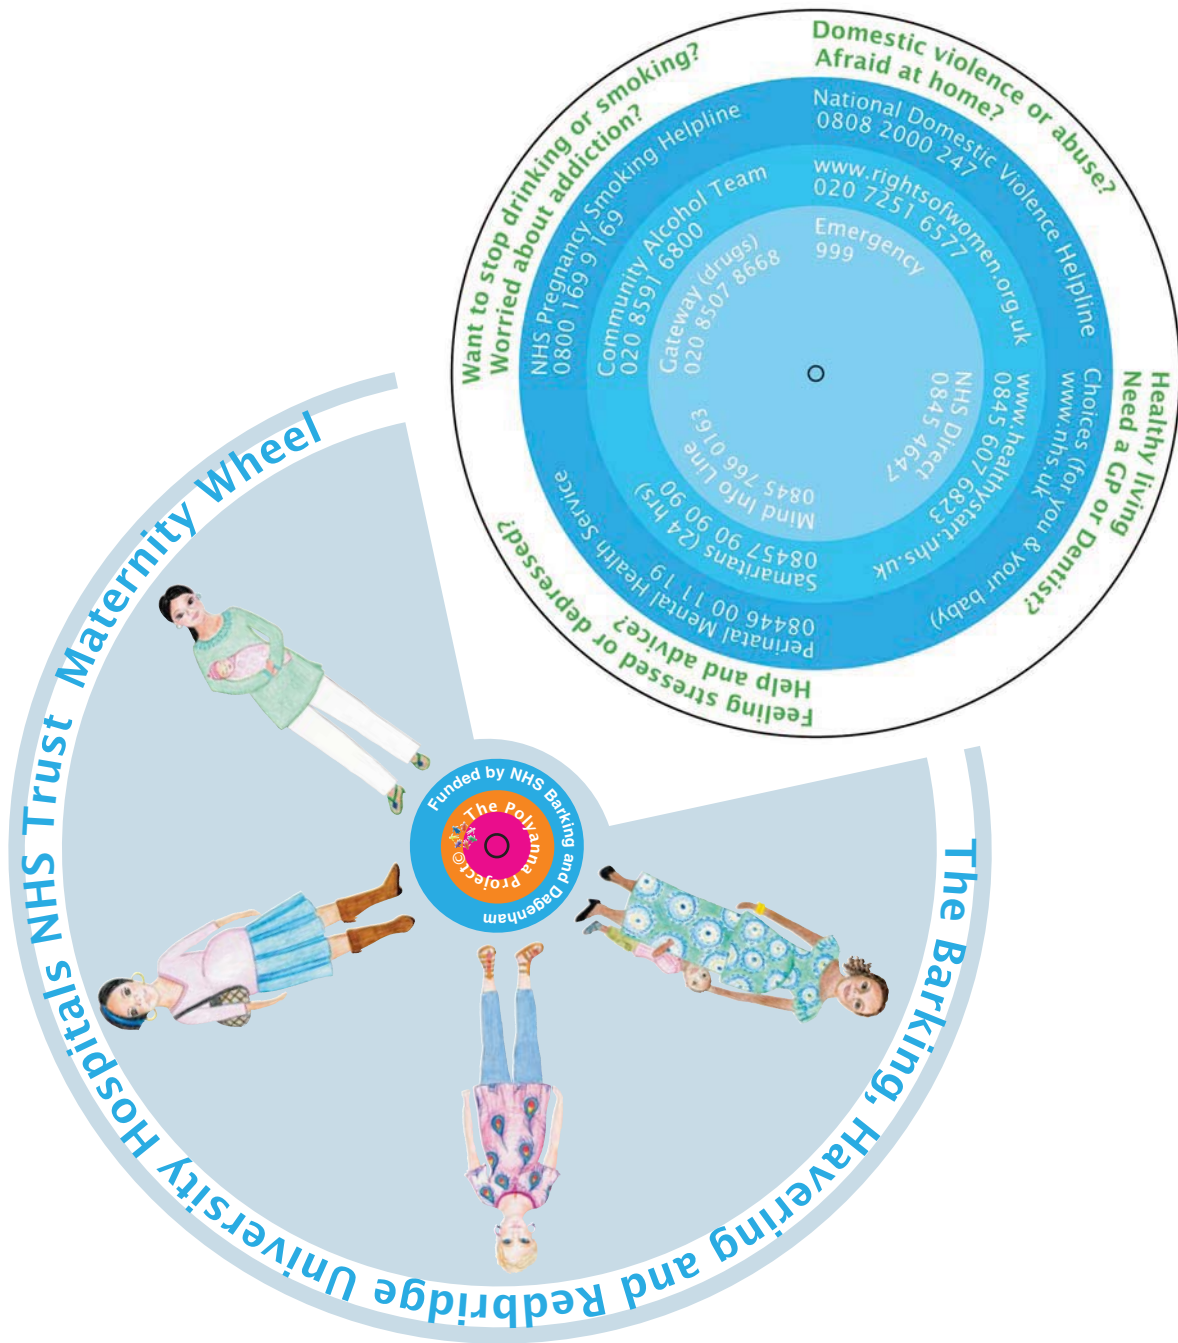 Domestic violence or abuse?
Afraid at home?
National Domestic Violence Helpline
0808 2000 247
www.rightsofwomen.org.uk
020 7251 6577
Emergency
999
Healthy living
Need a GP or Dentist?
Choices (for you & your baby)
www.nhs.uk
www.healthystart.nhs.uk
0845 607 6823
NHS Direct
0845 4647
Feeling stressed or depressed?
Help and advice?
Perinatal Mental Health Service
08446 00 11 19
Samaritans (24 hrs)
08457 90 90 90
Mind Info Line
0845 766 0163
Want to stop drinking or smoking?
Worried about addiction?
NHS Pregnancy Smoking Helpline
0800 169 9 169
Community Alcohol Team
020 8591 6800
Gateway (drugs)
020 8507 8668
The Barking, Havering and Redbridge University Hospitals NHS Trust Maternity Wheel
Funded by NHS Barking and Dagenham
The Polyanna Project©